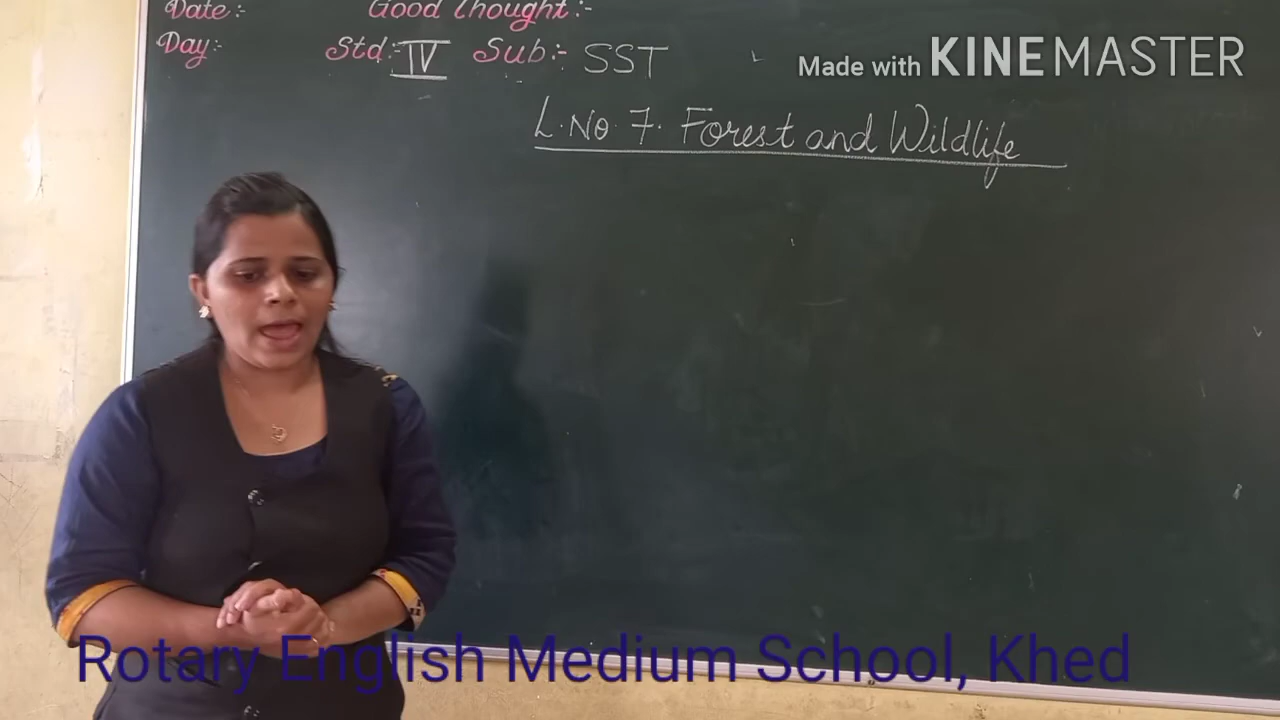 Date:- Good Thought:-
Day:- Std:- IV Sub:- SST
Made with KINEMASTER
L.No. 7. Forest and Wildlife
Rotary English Medium School, Khed